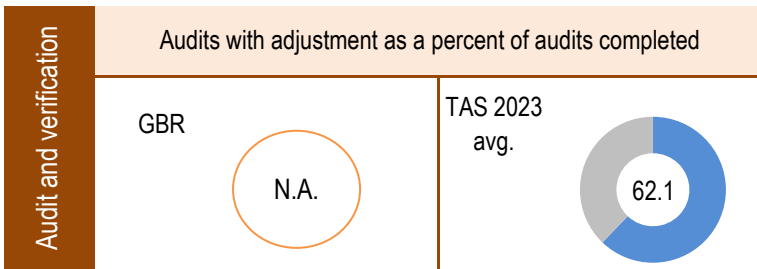 Audit and verification
Audits with adjustment as a percent of audits completed
GBR
N.A.
TAS 2023
avg.
62.1